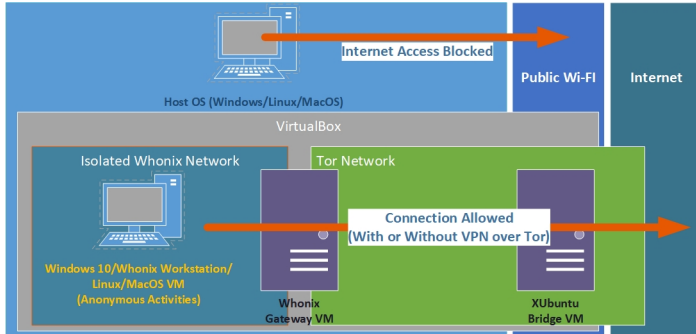 Internet Access Blocked
Public Wi-FI
Internet
Host OS (Windows/Linux/MacOS)
VirtualBox
Isolated Whonix Network
Tor Network
Connection Allowed
(With or Without VPN over Tor)
Windows 10/Whonix Workstation/
Linux/MacOS VM
(Anonymous Activities)
Whonix
Gateway VM
XUbuntu
Bridge VM